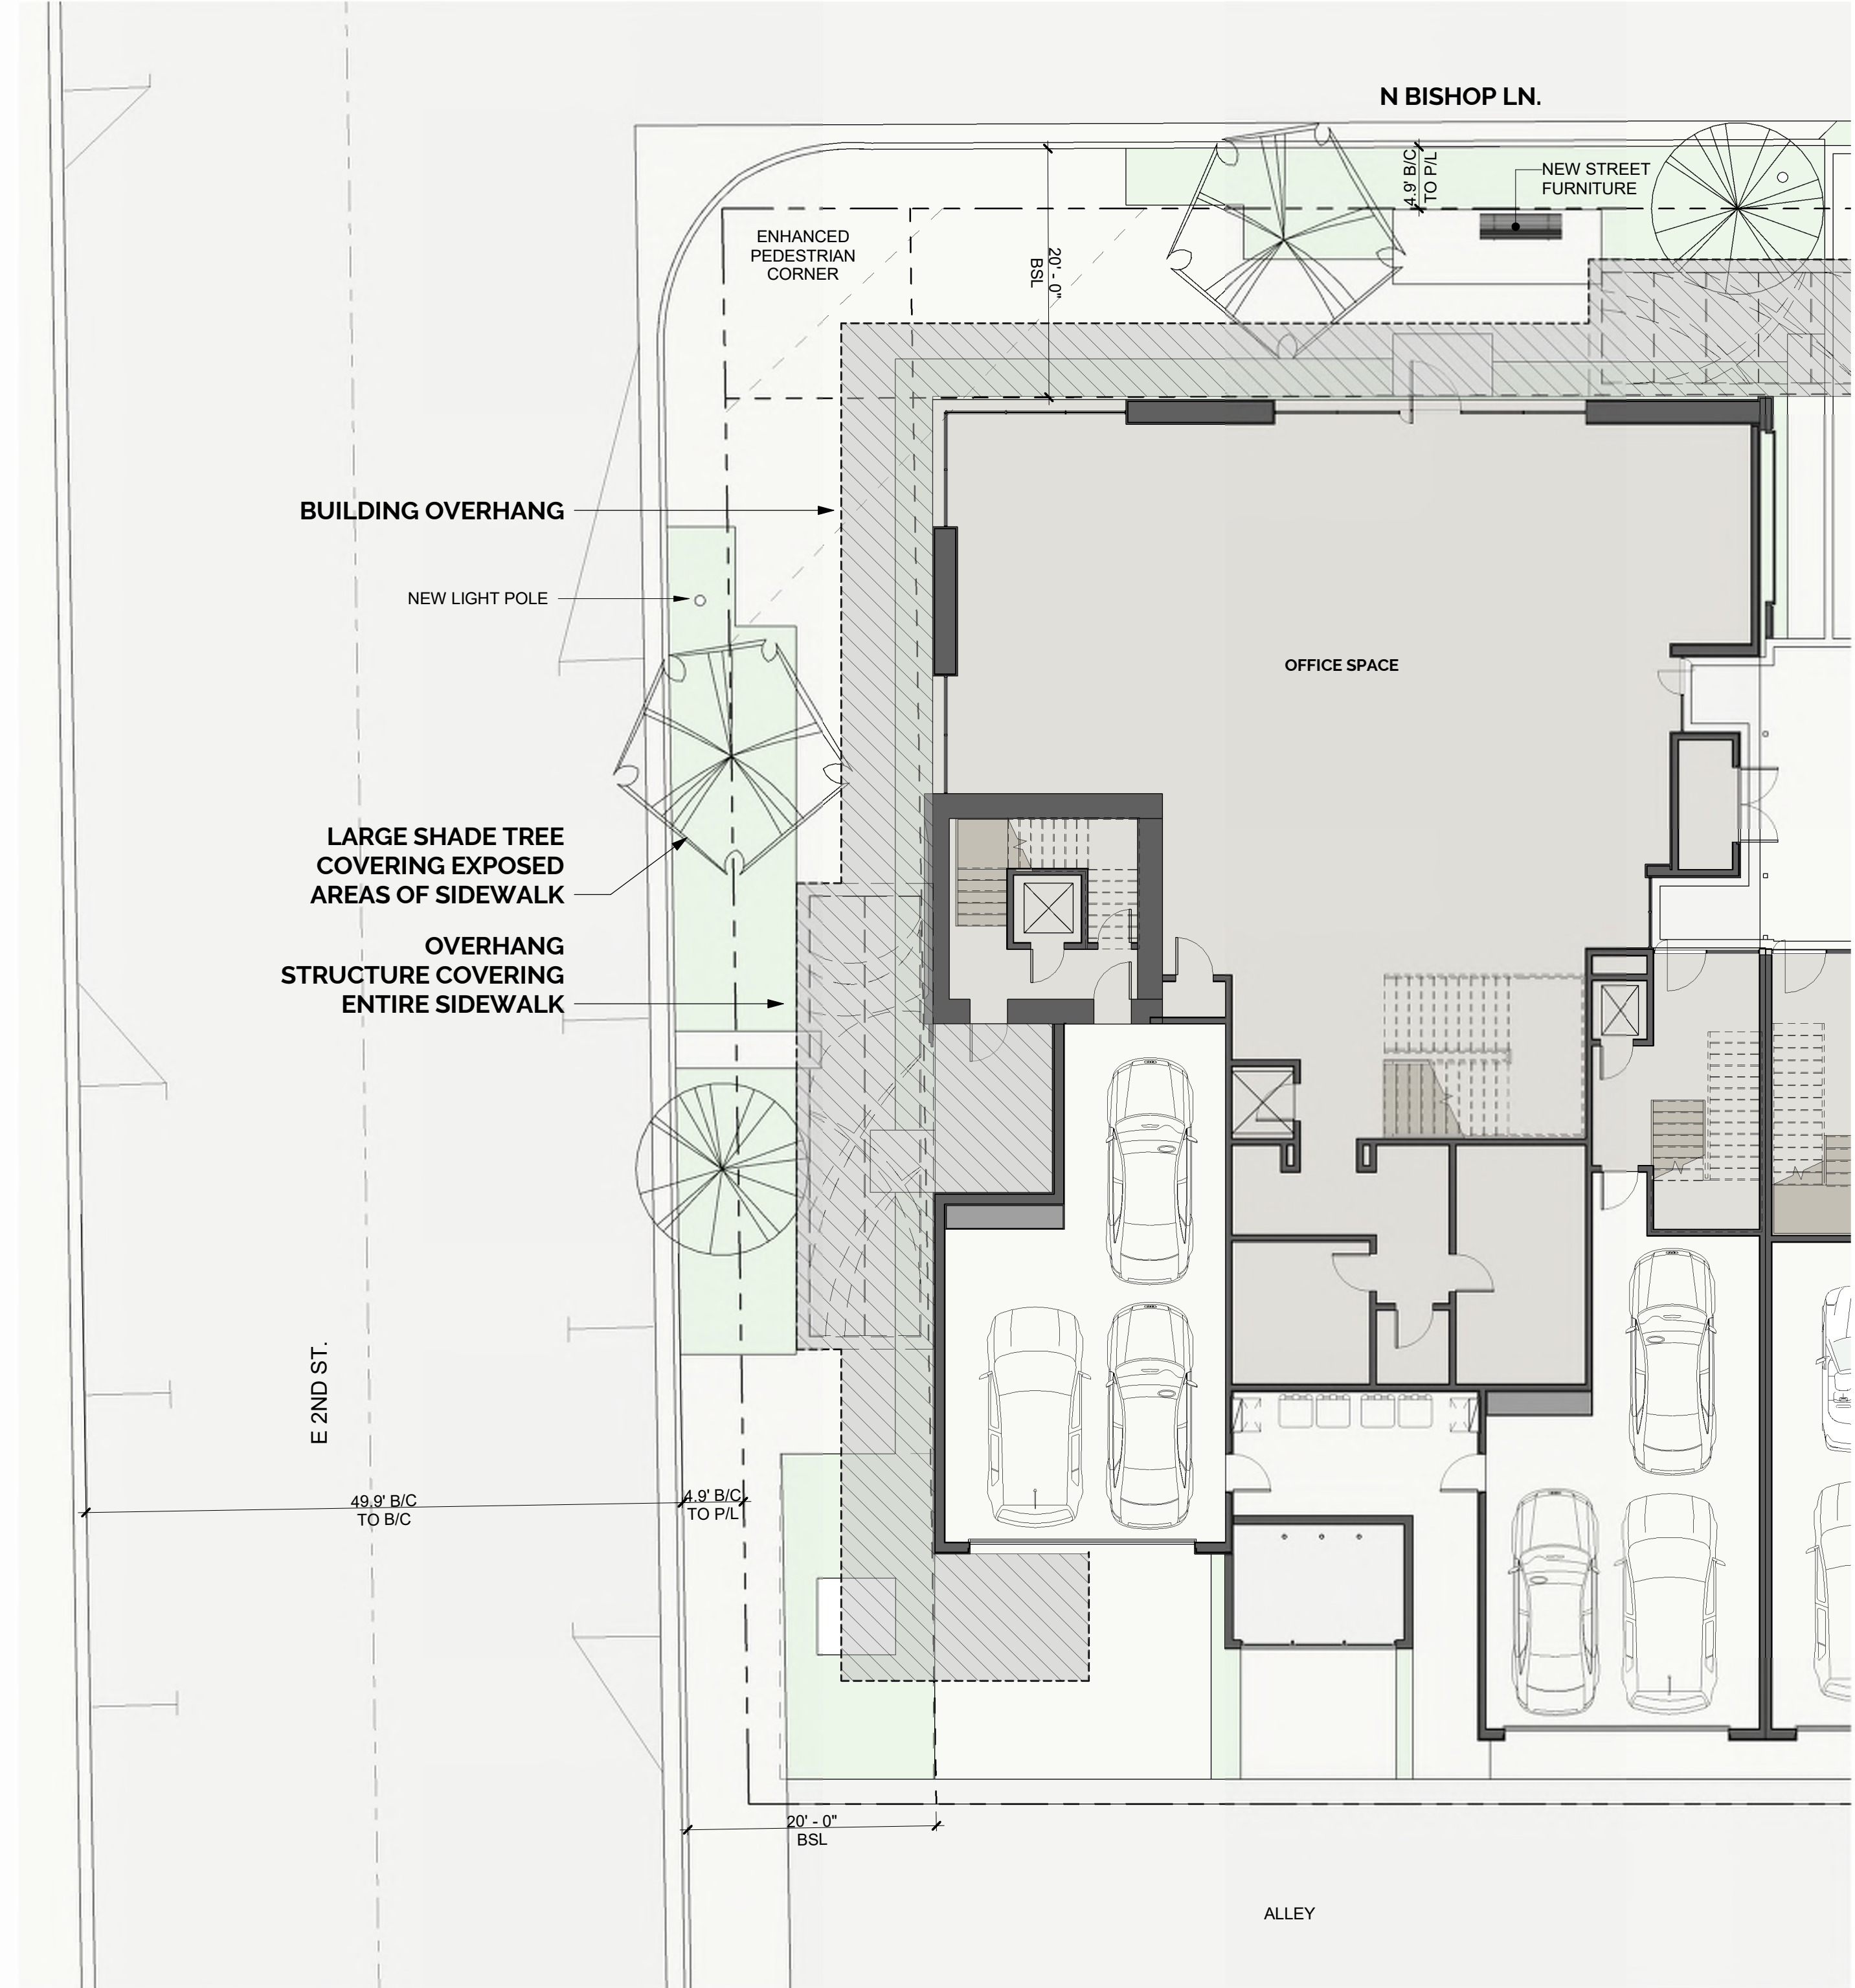 N BISHOP LN.
4.9' B/C
TO P/L
NEW STREET
FURNITURE
ENHANCED
PEDESTRIAN
CORNER
20' - 0"
BSL
BUILDING OVERHANG
NEW LIGHT POLE
OFFICE SPACE
LARGE SHADE TREE
COVERING EXPOSED
AREAS OF SIDEWALK
OVERHANG
STRUCTURE COVERING
ENTIRE SIDEWALK
E 2ND ST.
49.9' B/C
TO B/C
4.9' B/C
TO P/L
20' - 0"
BSL
ALLEY